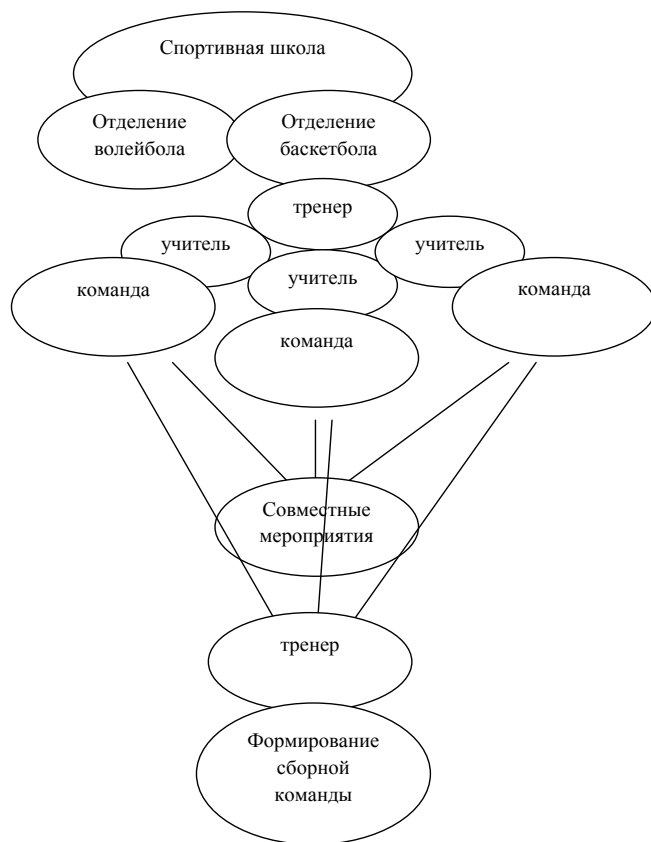 Спортивная школа
Отделение
волейбола
Отделение
баскетбола
тренер
учитель
учитель
учитель
команда
команда
команда
Совместные
мероприятия
тренер
Формирование
сборной
команды